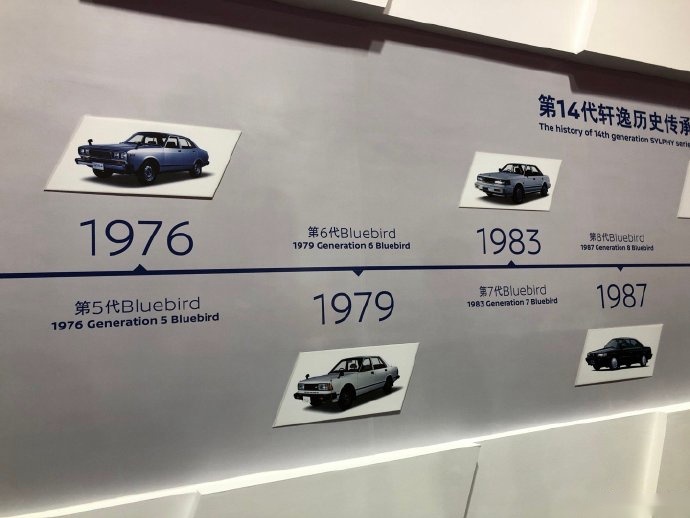 第14代轩逸历史传承
The history of 14th generation SYLPHY series
1976
第5代Bluebird
1976 Generation 5 Bluebird
第6代Bluebird
1979 Generation 6 Bluebird
1979
1983
第7代Bluebird
1983 Generation 7 Bluebird
第8代Bluebird
1987 Generation 8 Bluebird
1987